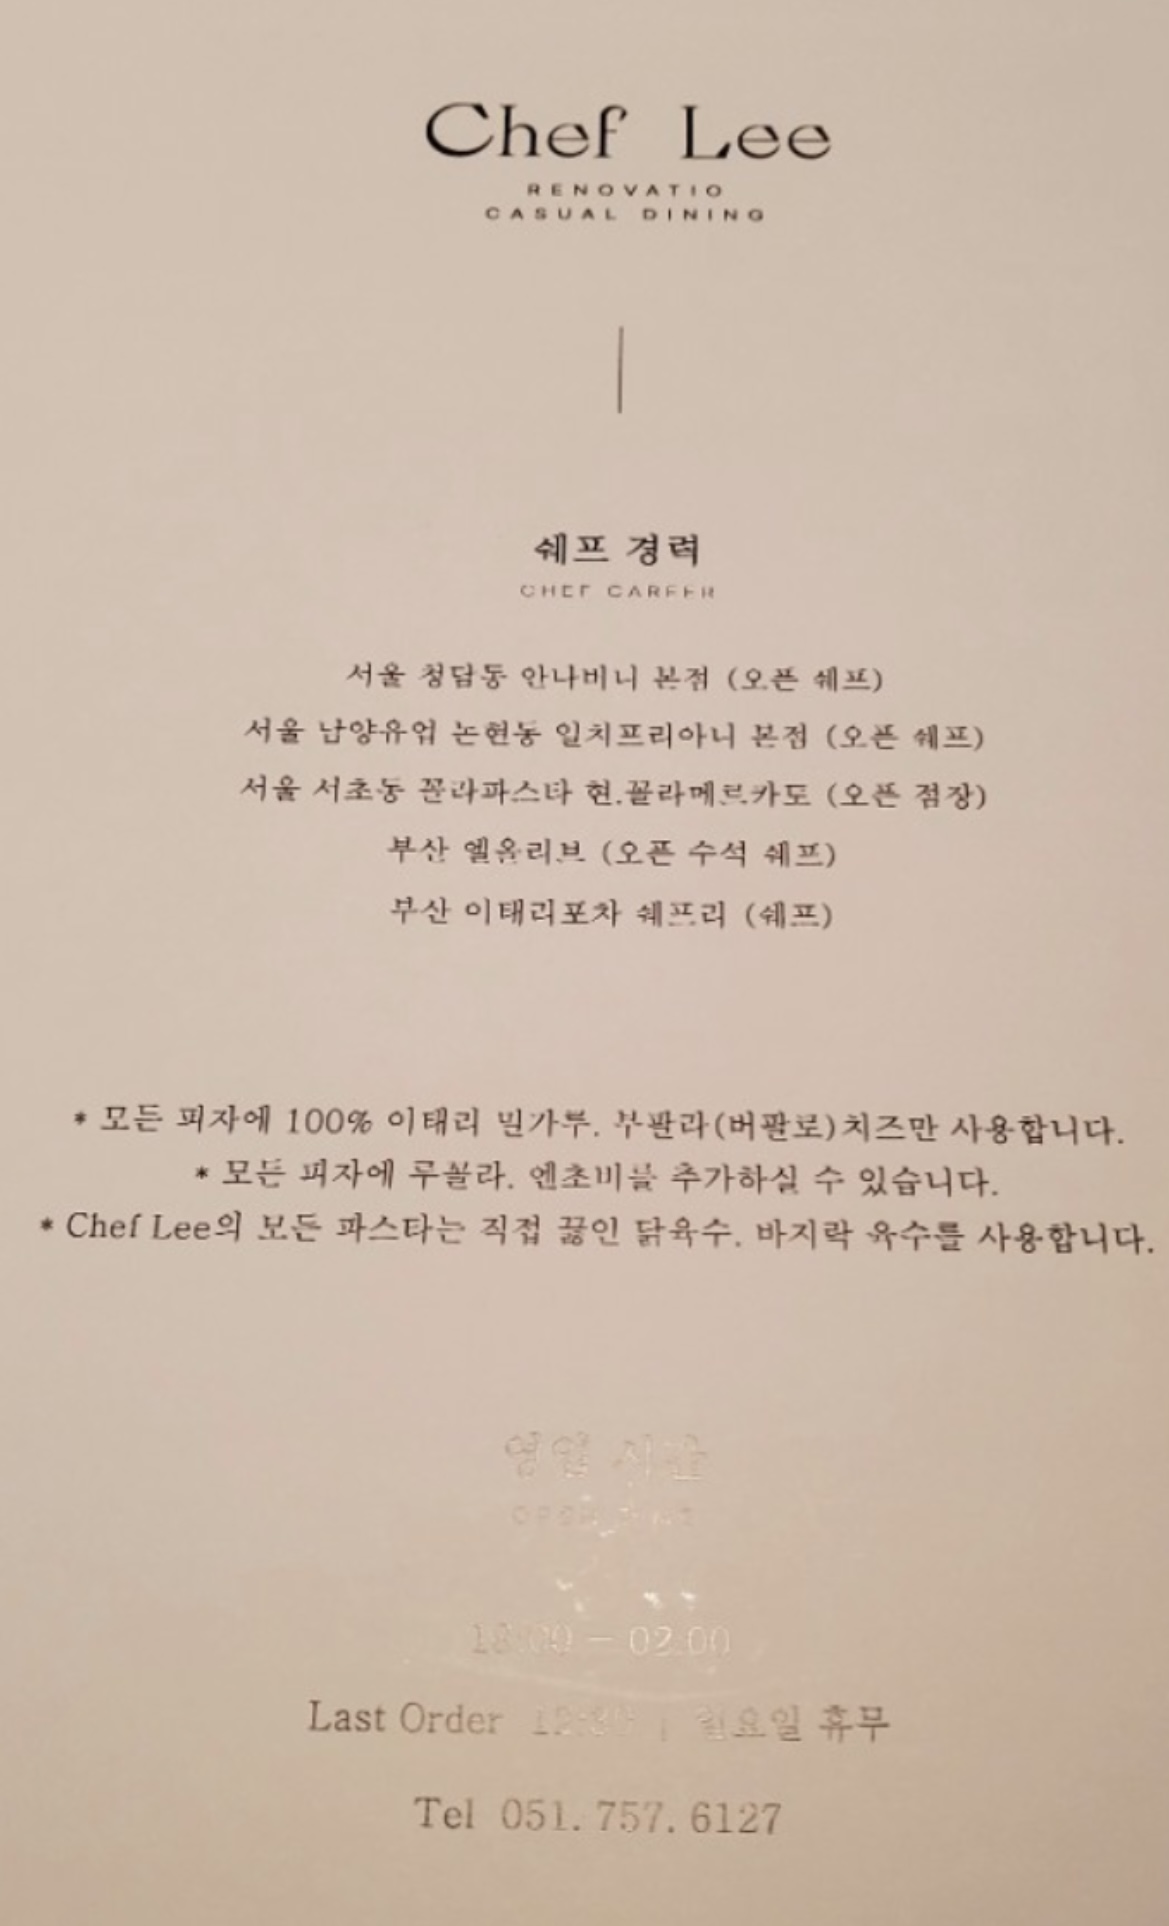 Chef Lee
RENOVATIO
CASUAL DINING
쉐프 경력
CHEF CAREER
서울 청담동 안나비니 본점 (오픈 쉐프)
서울 남양유업 논현동 일치프리아니 본점 (오픈 쉐프)
서울 서초동 꼴라파스타 현.꼴라메르카도 (오픈 점장)
부산 엘올리브 (오픈 수석 쉐프)
부산 이태리포차 쉐프리 (쉐프)
* 모든 피자에 100% 이태리 밀가루. 부팔라(버팔로)치즈만 사용합니다.
* 모든 피자에 루꼴라. 엔초비를 추가하실 수 있습니다.
* Chef Lee의 모든 파스타는 직접 끓인 닭육수. 바지락 육수를 사용합니다.
영업 시간
OPEN TIME
18:00 - 02:00
Last Order 12:30 | 일요일 휴무
Tel 051. 757. 6127